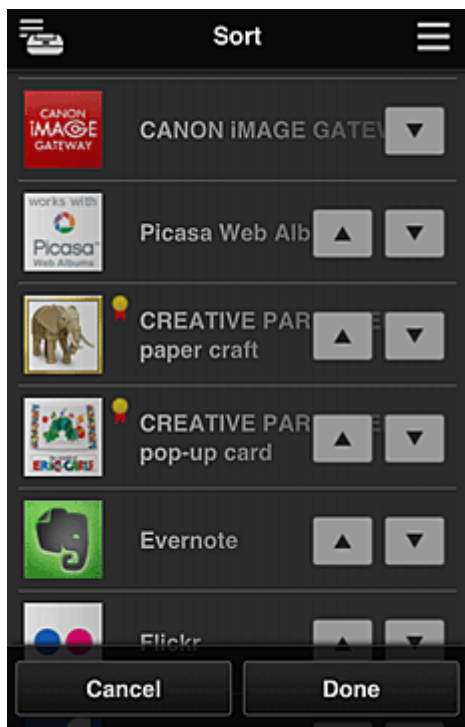 Sort
CANON
iMAGE
GATEWAY
CANON iMAGE GATEW
works with
Picasa™
Web Albums
Picasa Web Alb
CREATIVE PAR
paper craft
CREATIVE PAR
pop-up card
ERIC CARLE
Evernote
Flickr
Cancel
Done